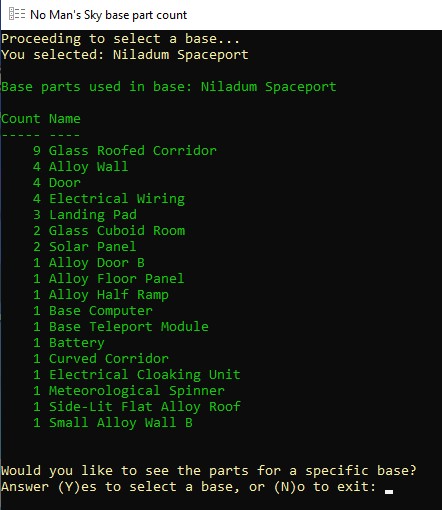 No Man's Sky base part count
Proceeding to select a base...
You selected: Niladum Spaceport
Base parts used in base: Niladum Spaceport
Count Name
----- ----
9 Glass Roofed Corridor
4 Alloy Wall
4 Door
4 Electrical Wiring
3 Landing Pad
2 Glass Cuboid Room
2 Solar Panel
1 Alloy Door B
1 Alloy Floor Panel
1 Alloy Half Ramp
1 Base Computer
1 Base Teleport Module
1 Battery
1 Curved Corridor
1 Electrical Cloaking Unit
1 Meteorological Spinner
1 Side-Lit Flat Alloy Roof
1 Small Alloy Wall B
Would you like to see the parts for a specific base?
Answer (Y)es to select a base, or (N)o to exit: